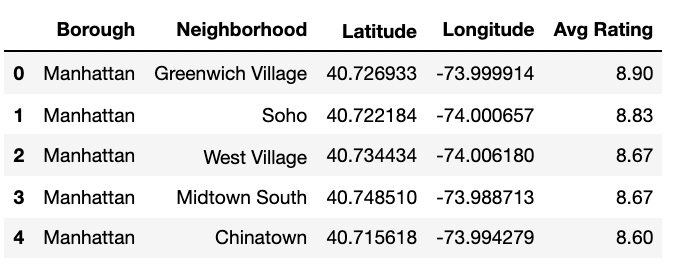 Borough Neighborhood Latitude Longitude Avg Rating
0 Manhattan Greenwich Village 40.726933 -73.999914 8.90
1 Manhattan Soho 40.722184 -74.000657 8.83
2 Manhattan West Village 40.734434 -74.006180 8.67
3 Manhattan Midtown South 40.748510 -73.988713 8.67
4 Manhattan Chinatown 40.715618 -73.994279 8.60